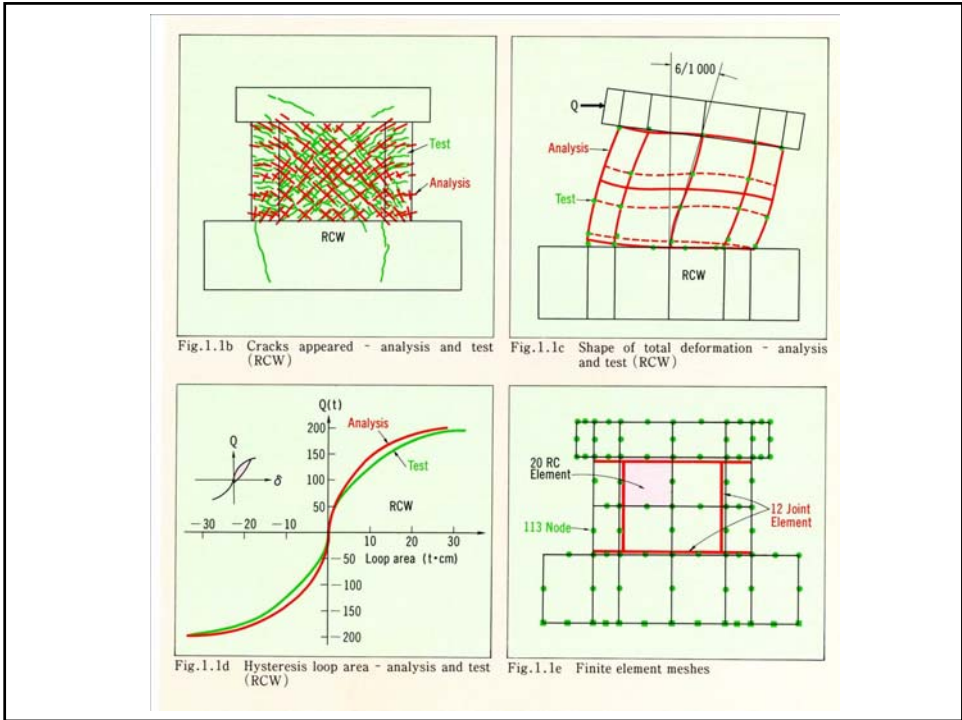 Test
Analysis
RCW
Fig.1.1b Cracks appeared - analysis and test
(RCW)
6/1 000
Q
Analysis
Test
RCW
Fig.1.1c Shape of total deformation - analysis
and test (RCW)
Q(t)
200
150
100
50
Analysis
Test
RCW
Q
δ
-30 -20 -10
10 20 30
Loop area (t·cm)
-50
-100
-150
-200
Fig.1.1d Hysteresis loop area - analysis and test
(RCW)
20 RC
Element
113 Node
12 Joint
Element
Fig.1.1e Finite element meshes